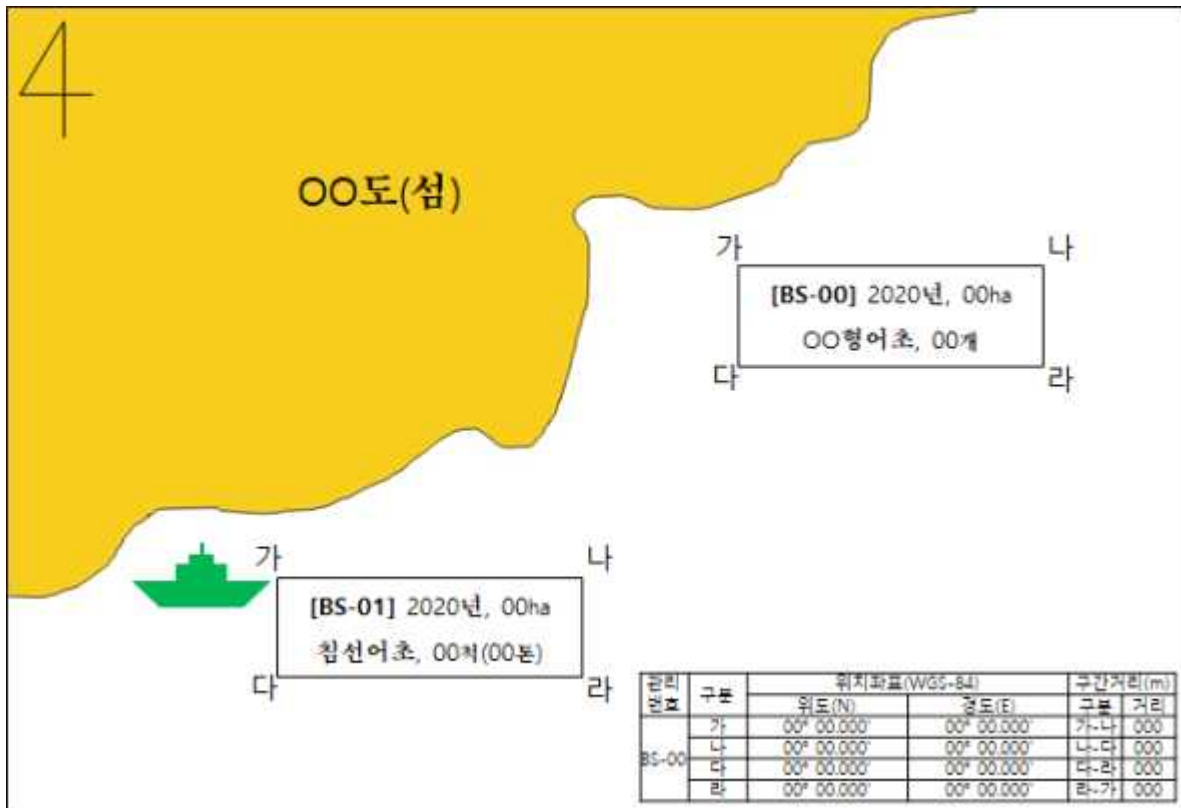 OO도(섬)
가 나
[BS-00] 2020년, 00ha
OO형어초, 00개
다 라
가 나
[BS-01] 2020년, 00ha
침선어초, 00척(00톤)
다 라
관리번호 구분 위치좌표(WGS-84) 구간거리(m)
위도(N) 경도(E) 구분 거리
BS-00 가 00° 00.000' 00° 00.000' 가-나 000
나 00° 00.000' 00° 00.000' 나-다 000
다 00° 00.000' 00° 00.000' 다-라 000
라 00° 00.000' 00° 00.000' 라-가 000